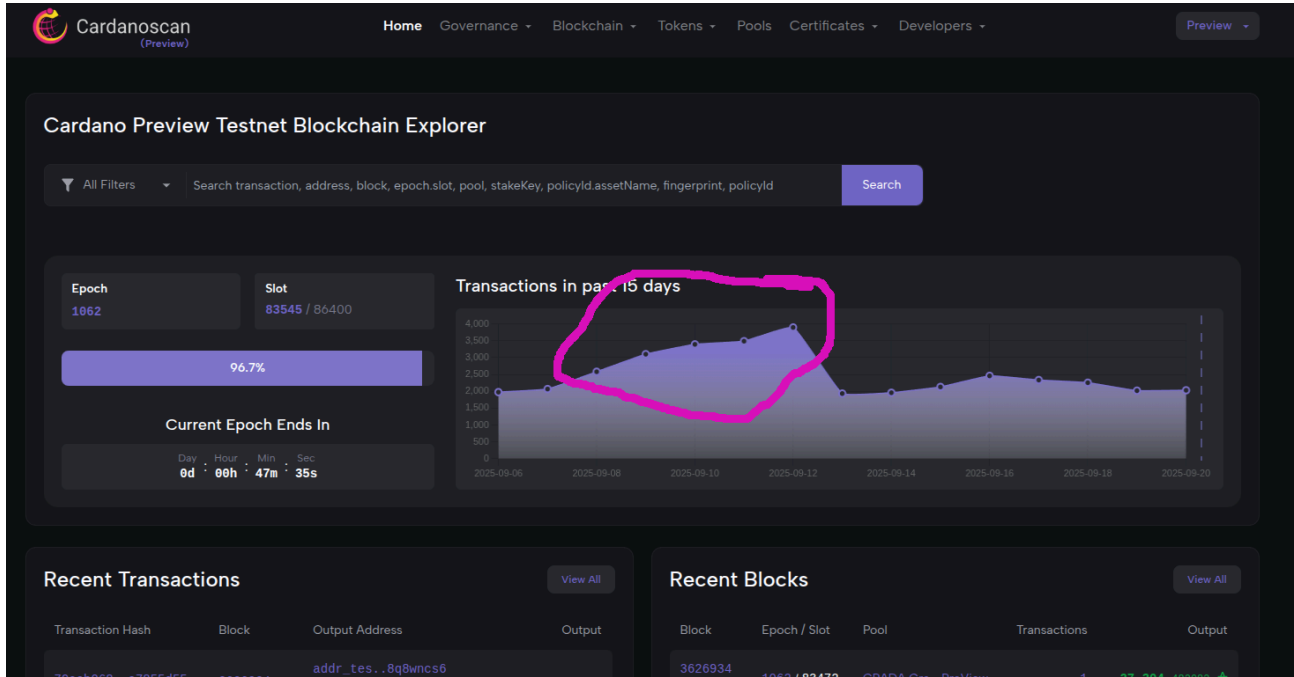 Cardanoscan
(Preview)
Home Governance Blockchain Tokens Pools Certificates Developers
Preview
Cardano Preview Testnet Blockchain Explorer
All Filters
Search transaction, address, block, epoch.slot, pool, stakeKey, policyId.assetName, fingerprint, policyId
Search
Epoch
1062
Slot
83545 / 86400
96.7%
Current Epoch Ends In
Day Hour Min Sec
0d : 00h : 47m : 35s
Transactions in past 15 days
4,000
3,500
3,000
2,500
2,000
1,500
1,000
500
0
2025-09-06 2025-09-08 2025-09-10 2025-09-12 2025-09-14 2025-09-16 2025-09-18 2025-09-20
Recent Transactions
View All
Transaction Hash Block Output Address Output
addr_tes..8q8wncs6
Recent Blocks
View All
Block Epoch / Slot Pool Transactions Output
3626934